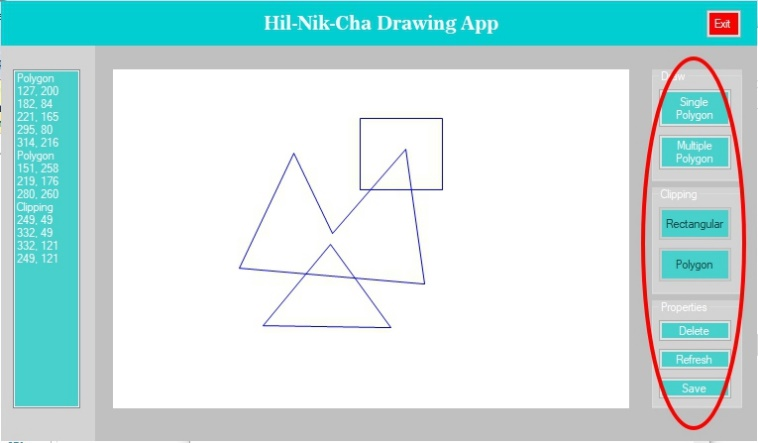 Hil-Nik-Cha Drawing App
Exit
Polygon
127, 200
182, 84
221, 165
295, 80
314, 216
Polygon
151, 258
219, 176
280, 260
Clipping
249, 49
332, 49
332, 121
249, 121
Draw
Single
Polygon
Multiple
Polygon
Clipping
Rectangular
Polygon
Properties
Delete
Refresh
Save